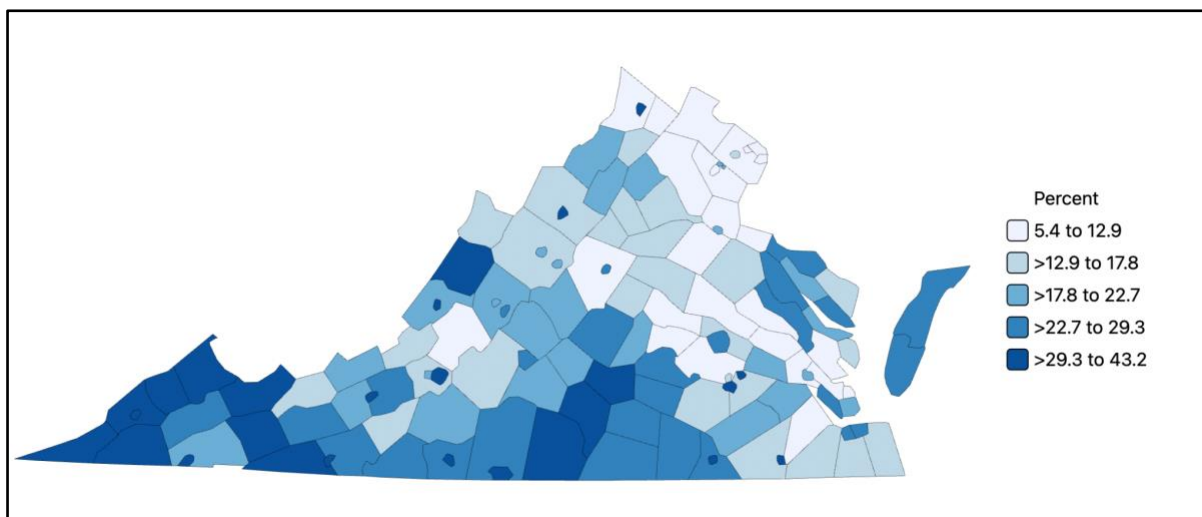 Percent
5.4 to 12.9
>12.9 to 17.8
>17.8 to 22.7
>22.7 to 29.3
>29.3 to 43.2